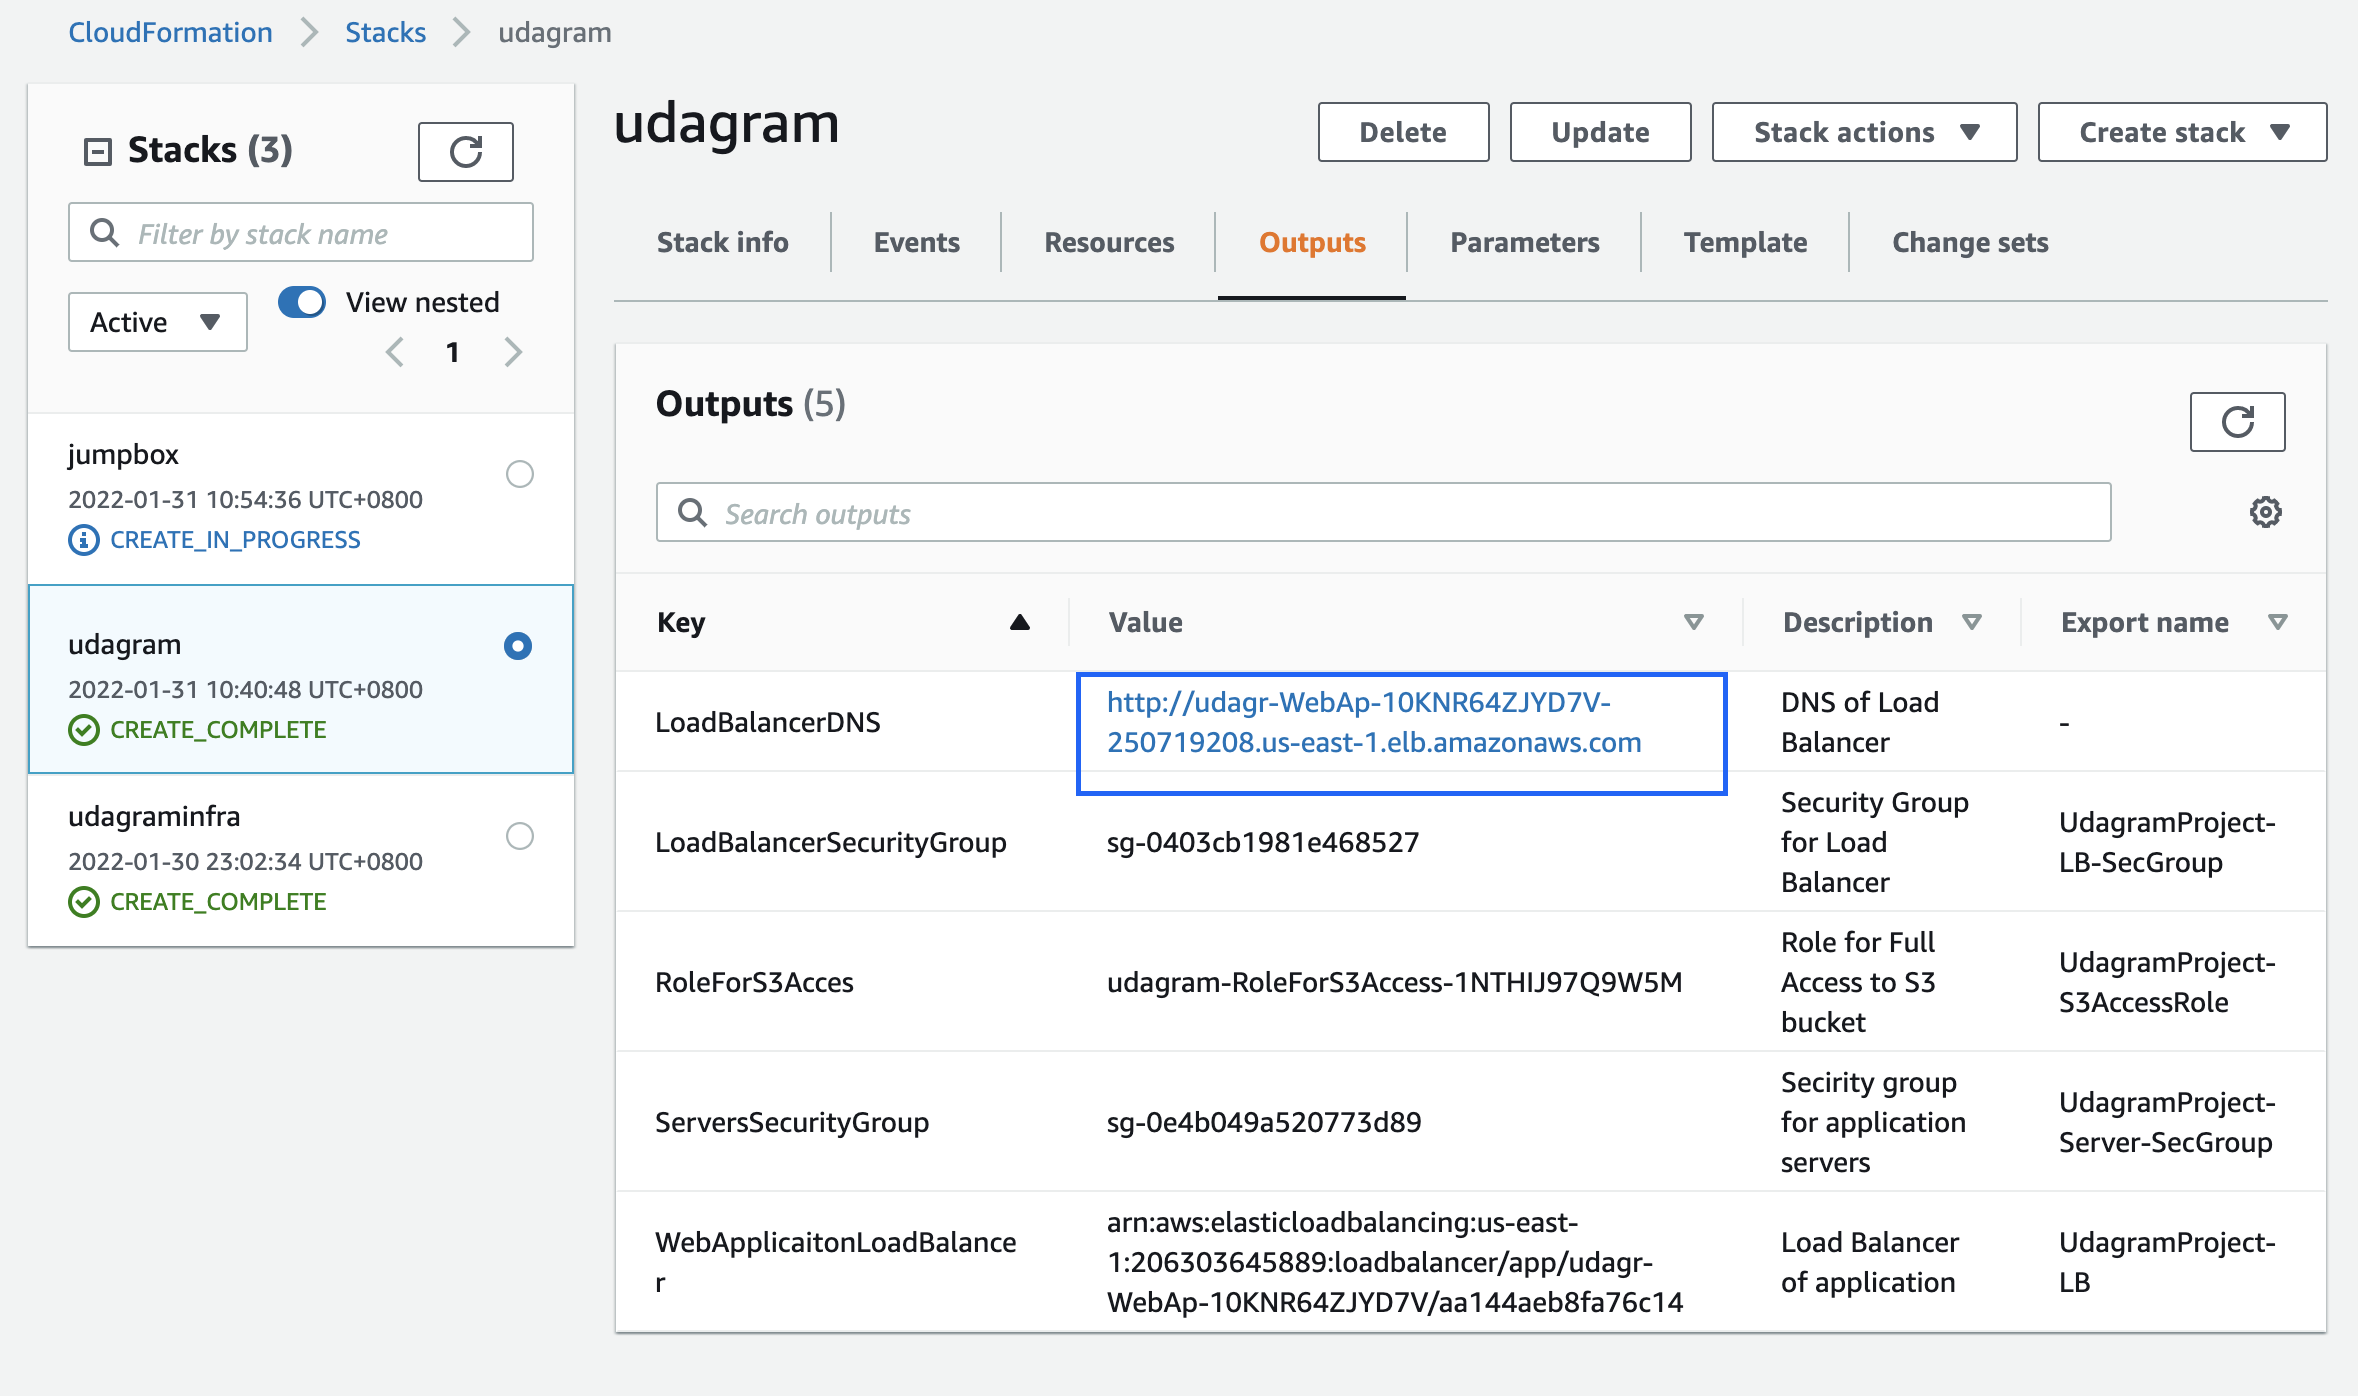 CloudFormation > Stacks > udagram
Stacks (3)
Filter by stack name
Active
View nested
1
jumpbox
2022-01-31 10:54:36 UTC+0800
CREATE_IN_PROGRESS
udagram
2022-01-31 10:40:48 UTC+0800
CREATE_COMPLETE
udagraminfra
2022-01-30 23:02:34 UTC+0800
CREATE_COMPLETE
udagram
Delete Update Stack actions Create stack
Stack info Events Resources Outputs Parameters Template Change sets
Outputs (5)
Search outputs
Key Value Description Export name
LoadBalancerDNS
http://udagr-WebAp-10KNR64ZJYD7V-
250719208.us-east-1.elb.amazonaws.com
DNS of Load
Balancer
-
LoadBalancerSecurityGroup
sg-0403cb1981e468527
Security Group
for Load
Balancer
UdagramProject-
LB-SecGroup
RoleForS3Acces
udagram-RoleForS3Access-1NTHIJ97Q9W5M
Role for Full
Access to S3
bucket
UdagramProject-
S3AccessRole
ServersSecurityGroup
sg-0e4b049a520773d89
Secirity group
for application
servers
UdagramProject-
Server-SecGroup
WebApplicaitonLoadBalance
r
arn:aws:elasticloadbalancing:us-east-
1:206303645889:loadbalancer/app/udagr-
WebAp-10KNR64ZJYD7V/aa144aeb8fa76c14
Load Balancer
of application
UdagramProject-
LB